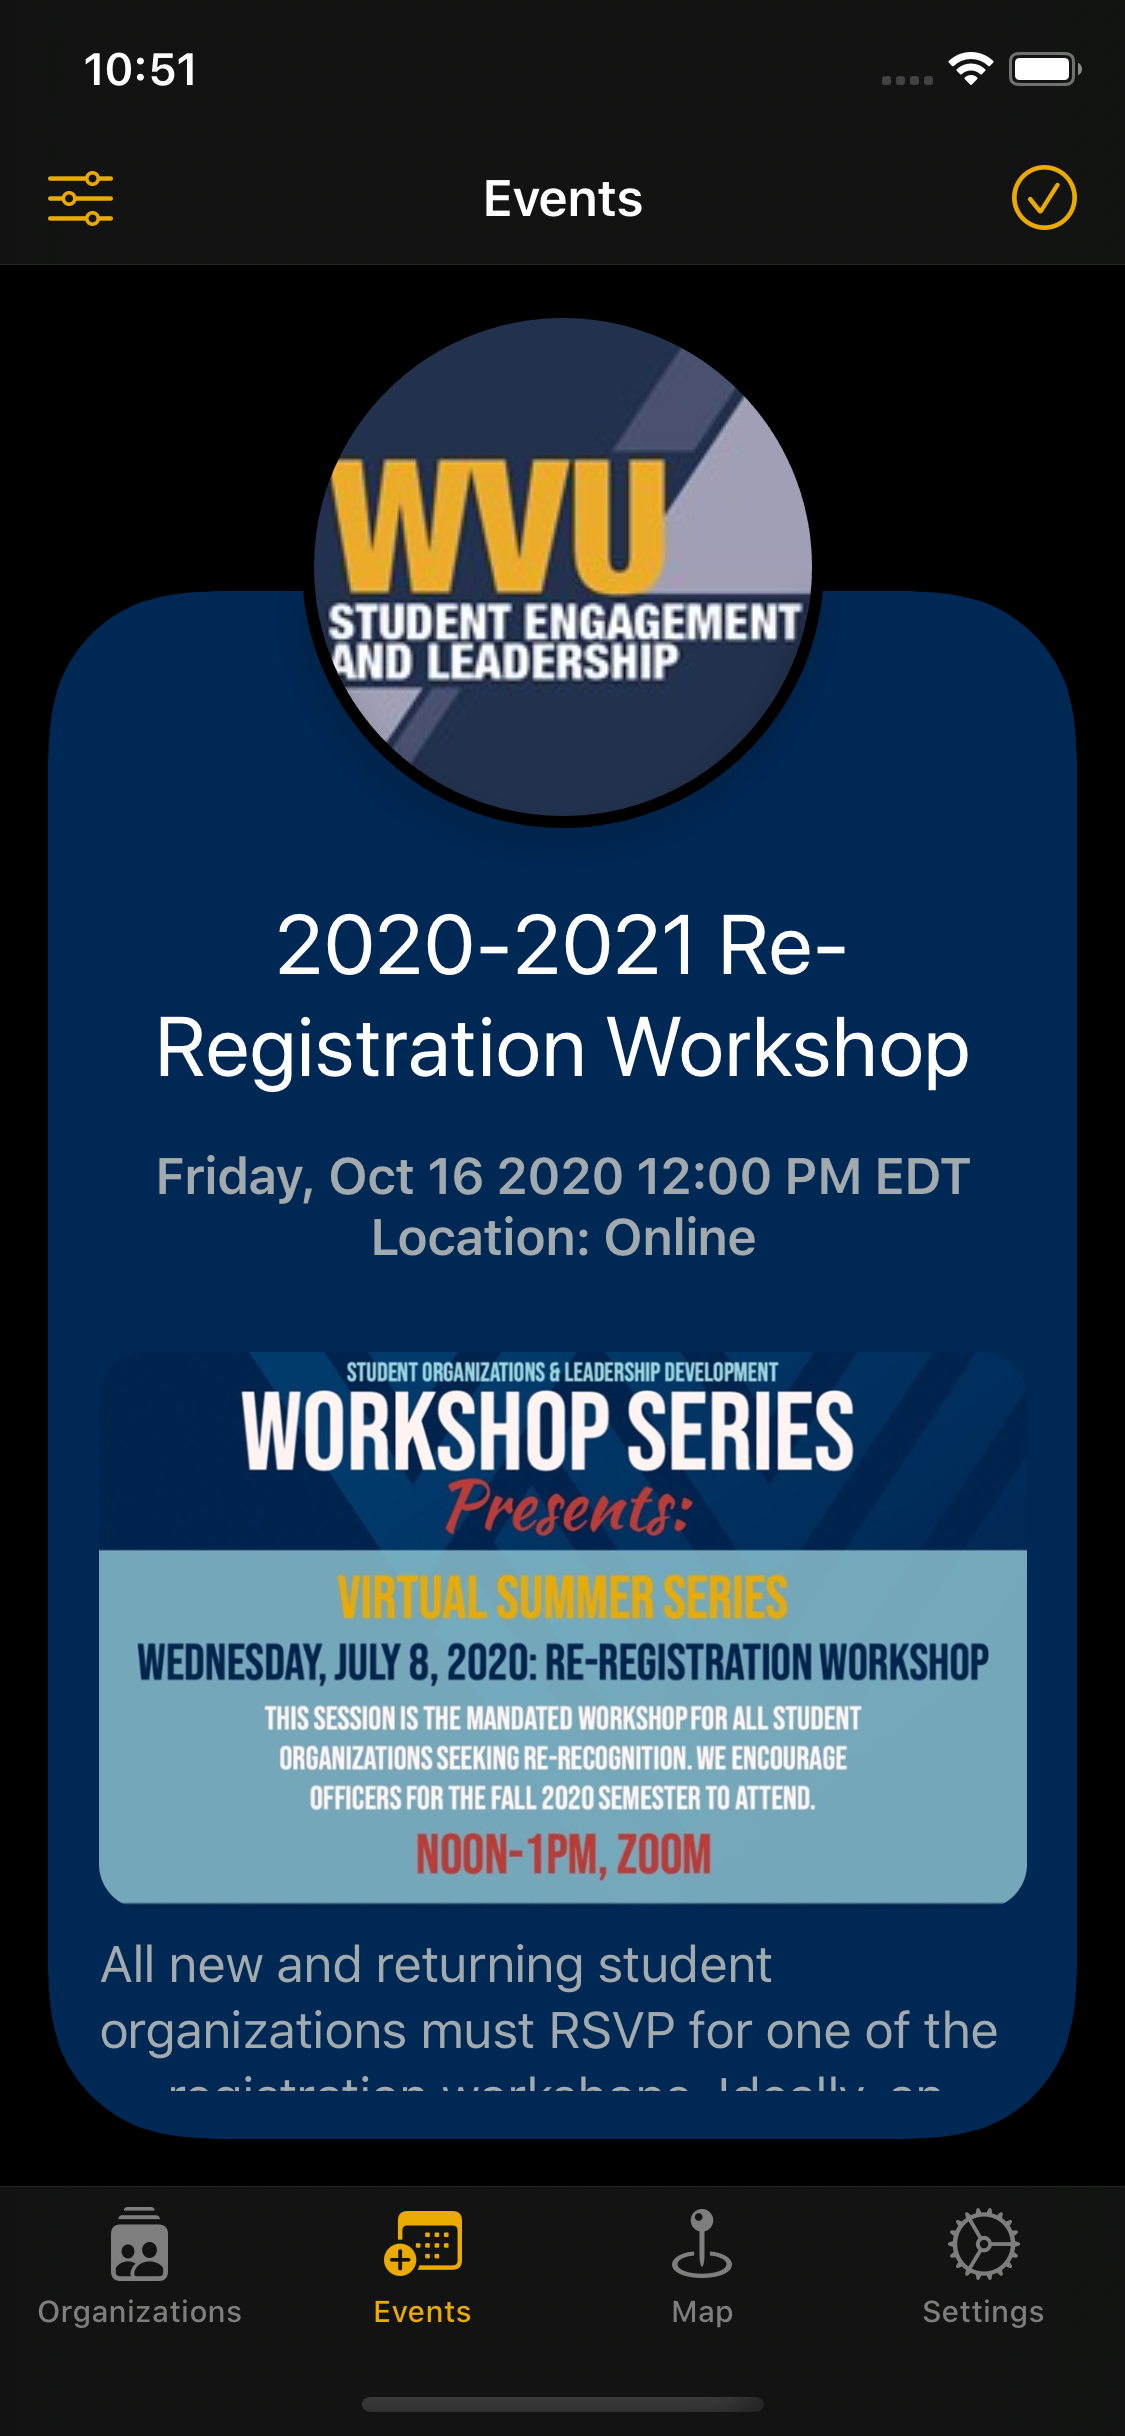 10:51
Events
WVU
STUDENT ENGAGEMENT
AND LEADERSHIP
2020-2021 Re-
Registration Workshop
Friday, Oct 16 2020 12:00 PM EDT
Location: Online
STUDENT ORGANIZATIONS & LEADERSHIP DEVELOPMENT
WORKSHOP SERIES
Presents:
VIRTUAL SUMMER SERIES
WEDNESDAY, JULY 8, 2020: RE-REGISTRATION WORKSHOP
THIS SESSION IS THE MANDATED WORKSHOP FOR ALL STUDENT
ORGANIZATIONS SEEKING RE-RECOGNITION. WE ENCOURAGE
OFFICERS FOR THE FALL 2020 SEMESTER TO ATTEND.
NOON-1PM, ZOOM
All new and returning student
organizations must RSVP for one of the
registration workshops. Ideally, an
Organizations
Events
Map
Settings